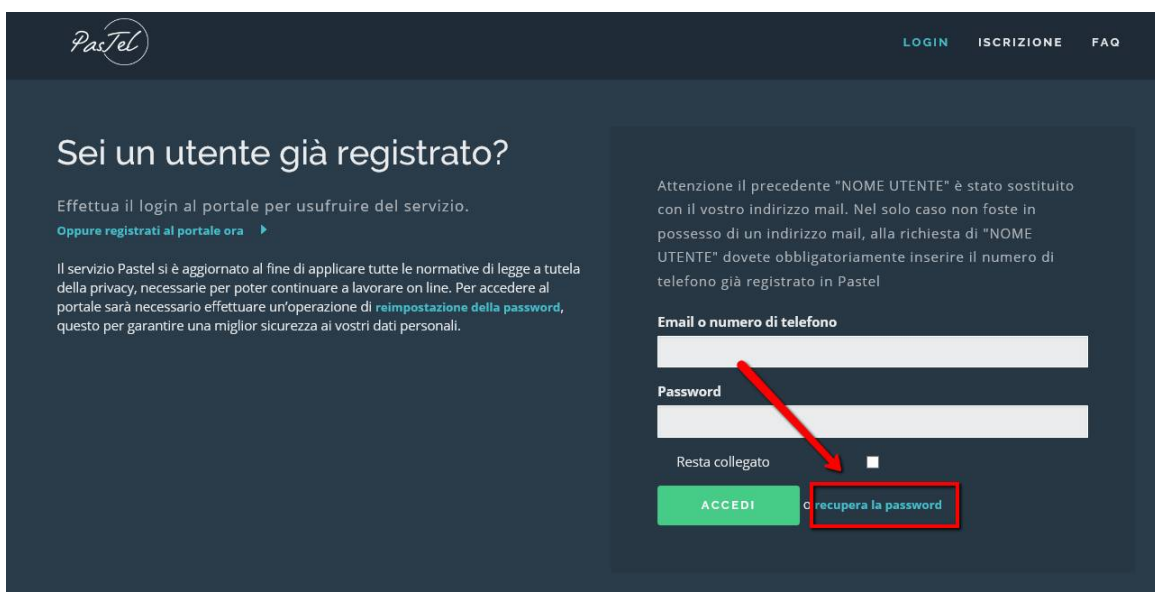 PasTel
LOGIN ISCRIZIONE FAQ
Sei un utente già registrato?
Effettua il login al portale per usufruire del servizio.
Oppure registrati al portale ora
Il servizio Pastel si è aggiornato al fine di applicare tutte le normative di legge a tutela
della privacy, necessarie per poter continuare a lavorare on line. Per accedere al
portale sarà necessario effettuare un'operazione di reimpostazione della password,
questo per garantire una miglior sicurezza ai vostri dati personali.
Attenzione il precedente "NOME UTENTE" è stato sostituito
con il vostro indirizzo mail. Nel solo caso non foste in
possesso di un indirizzo mail, alla richiesta di "NOME
UTENTE" dovete obbligatoriamente inserire il numero di
telefono già registrato in Pastel
Email o numero di telefono
Password
Resta collegato
ACCEDI o recupera la password